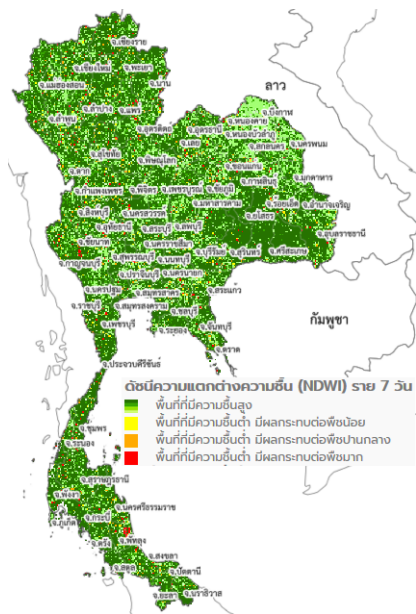 จ.เชียงราย
จ.เชียงใหม่
จ.พะเยา
จ.แม่ฮ่องสอน
จ.น่าน
ลาว
จ.ลำปาง
จ.แพร่
จ.บึงกาฬ
จ.ลำพูน
จ.อุตรดิตถ์
จ.อุดรธานี
จ.หนองคาย
จ.หนองบัวลำภู
จ.เลย
จ.สกลนคร
จ.นครพนม
จ.สุโขทัย
จ.พิษณุโลก
จ.ขอนแก่น
จ.ตาก
จ.กาฬสินธุ์
จ.มุกดาหาร
จ.กำแพงเพชร
จ.พิจิตร
จ.เพชรบูรณ์
จ.ชัยภูมิ
จ.มหาสารคาม
จ.ร้อยเอ็ด
จ.อำนาจเจริญ
จ.สิงห์บุรี
จ.นครสวรรค์
จ.ยโสธร
จ.อุทัยธานี
จ.สระบุรี
จ.ลพบุรี
จ.อุบลราชธานี
จ.ชัยนาท
จ.นครราชสีมา
จ.บุรีรัมย์
จ.สุรินทร์
จ.ศรีสะเกษ
จ.กาญจนบุรี
จ.สุพรรณบุรี
จ.นนทบุรี
จ.ปราจีนบุรี
จ.นครนายก
จ.นครปฐม
จ.สมุทรสาคร
จ.สระแก้ว
จ.ราชบุรี
จ.สมุทรสงคราม
จ.ชลบุรี
กัมพูชา
จ.เพชรบุรี
จ.ระยอง
จ.จันทบุรี
จ.ตราด
จ.ประจวบคีรีขันธ์
ดัชนีความแตกต่างความชื้น (NDWI) ราย 7 วัน
พื้นที่ที่มีความชื้นสูง
พื้นที่ที่มีความชื้นต่ำ มีผลกระทบต่อพืชน้อย
พื้นที่ที่มีความชื้นต่ำ มีผลกระทบต่อพืชปานกลาง
พื้นที่ที่มีความชื้นต่ำ มีผลกระทบต่อพืชมาก
จ.ชุมพร
จ.ระนอง
จ.สุราษฎร์ธานี
จ.พังงา
จ.นครศรีธรรมราช
จ.ภูเก็ต
จ.กระบี่
จ.ตรัง
จ.พัทลุง
จ.สงขลา
จ.สตูล
จ.ปัตตานี
จ.ยะลา
จ.นราธิวาส